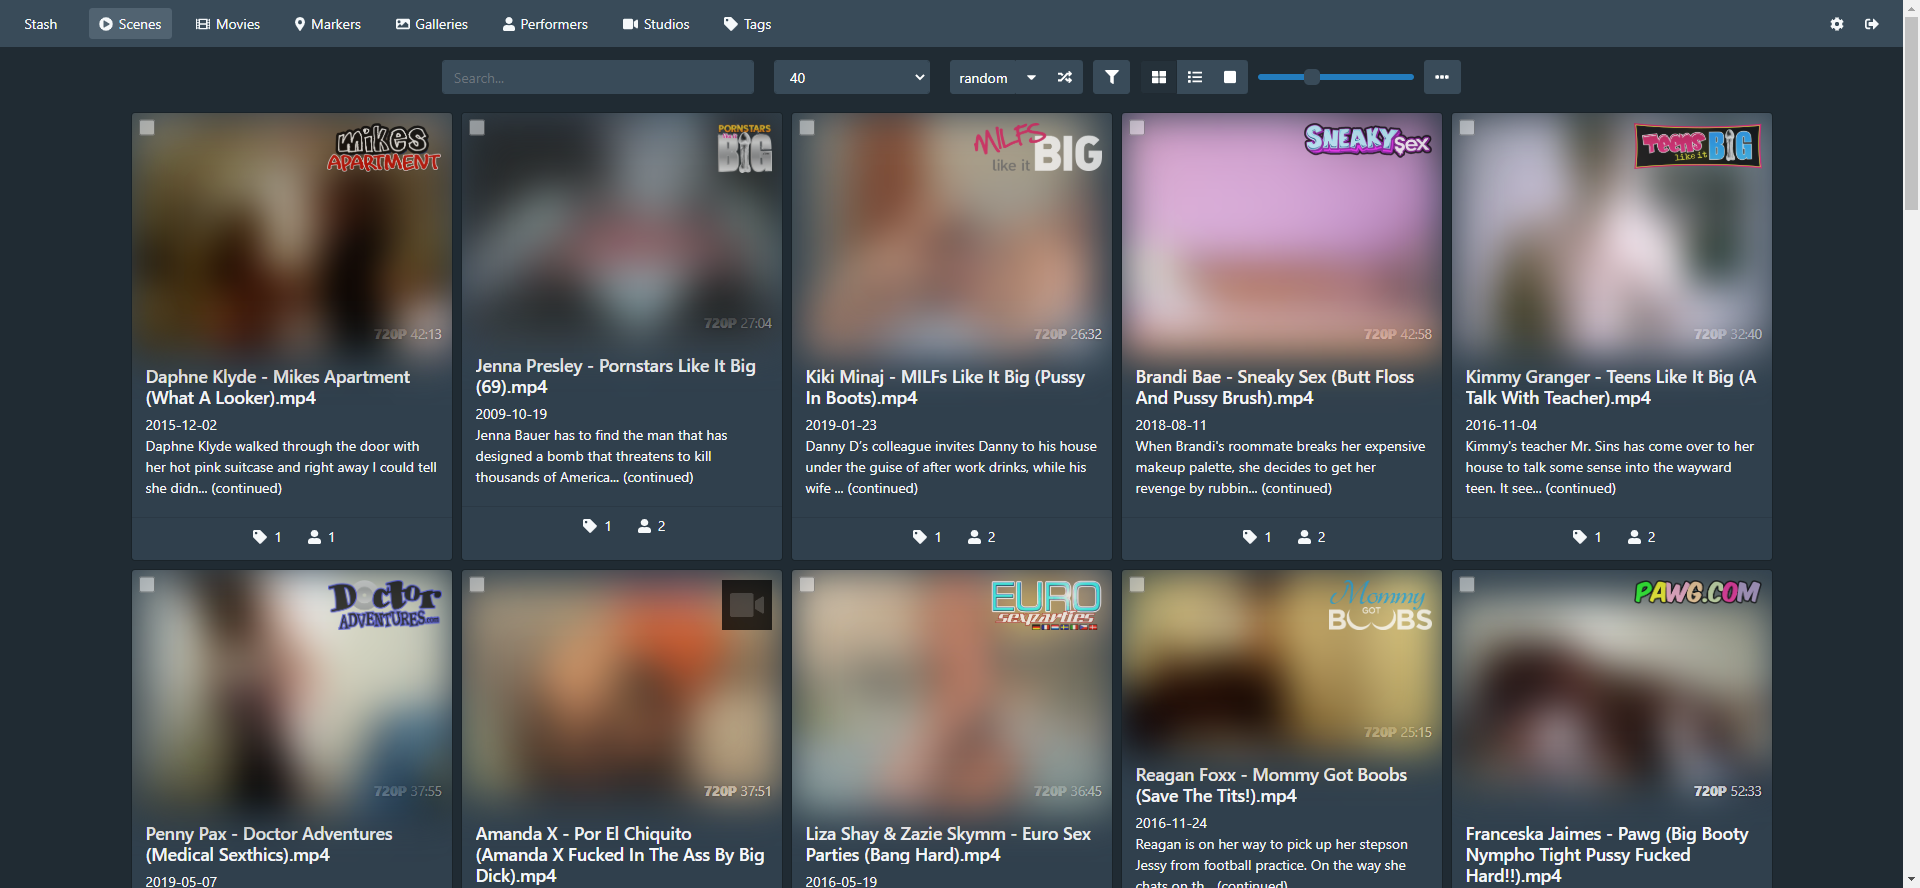 Stash
Scenes
Movies
Markers
Galleries
Performers
Studios
Tags
Search...
40
random
mikes
APARTMENT
720P 42:13
Daphne Klyde - Mikes Apartment
(What A Looker).mp4
2015-12-02
Daphne Klyde walked through the door with
her hot pink suitcase and right away I could tell
she didn... (continued)
1
1
PORNSTARS
like it
BIG
720P 27:04
Jenna Presley - Pornstars Like It Big
(69).mp4
2009-10-19
Jenna Bauer has to find the man that has
designed a bomb that threatens to kill
thousands of America... (continued)
1
2
MILFS
like it BIG
720P 26:32
Kiki Minaj - MILFs Like It Big (Pussy
In Boots).mp4
2019-01-23
Danny D's colleague invites Danny to his house
under the guise of after work drinks, while his
wife ... (continued)
1
2
SNEAKY
Sex
720P 42:58
Brandi Bae - Sneaky Sex (Butt Floss
And Pussy Brush).mp4
2018-08-11
When Brandi's roommate breaks her expensive
makeup palette, she decides to get her
revenge by rubbin... (continued)
1
2
Teens
like it BIG
720P 32:40
Kimmy Granger - Teens Like It Big (A
Talk With Teacher).mp4
2016-11-04
Kimmy's teacher Mr. Sins has come over to her
house to talk some sense into the wayward
teen. It see... (continued)
1
2
Doctor
ADVENTURES.com
720P 37:55
Penny Pax - Doctor Adventures
(Medical Sexthics).mp4
2019-05-07
720P 37:51
Amanda X - Por El Chiquito
(Amanda X Fucked In The Ass By Big
Dick).mp4
EURO
sexparties
720P 36:45
Liza Shay & Zazie Skymm - Euro Sex
Parties (Bang Hard).mp4
2016-05-19
Mommy
GOT
BOOBS
720P 25:15
Reagan Foxx - Mommy Got Boobs
(Save The Tits!).mp4
2016-11-24
Reagan is on her way to pick up her stepson
Jessy from football practice. On the way she
chats on th... (continued)
PAWG.COM
720P 52:33
Franceska Jaimes - Pawg (Big Booty
Nympho Tight Pussy Fucked
Hard!!).mp4